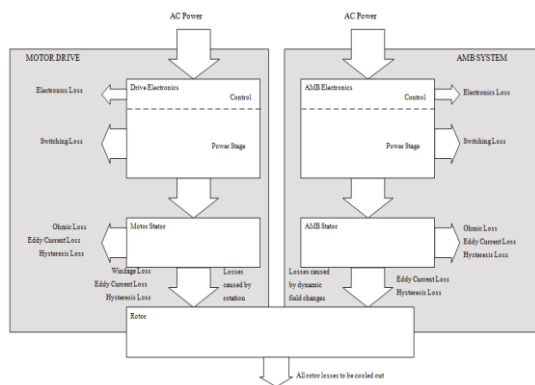 AC Power
AC Power
MOTOR DRIVE
AMB SYSTEM
Drive Electronics
AMB Electronics
Electronics Loss
Control
Control
Electronics Loss
Switching Loss
Power Stage
Power Stage
Switching Loss
Motor Stator
AMB Stator
Ohmic Loss
Eddy Current Loss
Hysteresis Loss
Ohmic Loss
Eddy Current Loss
Hysteresis Loss
Windage Loss
Eddy Current Loss
Hysteresis Loss
Losses
caused by
rotation
Losses caused
by dynamic
field changes
Eddy Current Loss
Hysteresis Loss
Rotor
All rotor losses to be cooled out